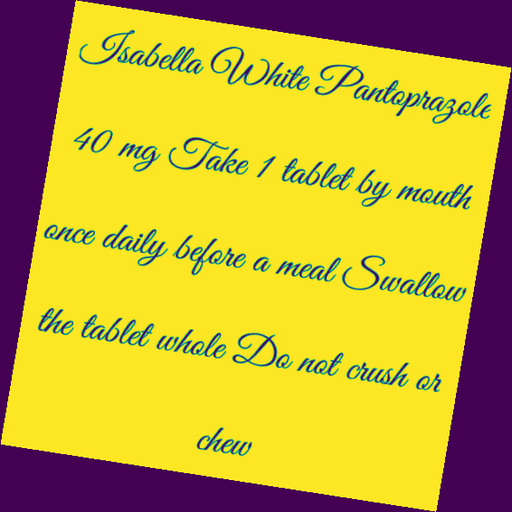 Isabella White Pantoprazole
40 mg Take 1 tablet by mouth
once daily before a meal Swallow
the tablet whole Do not crush or
chew